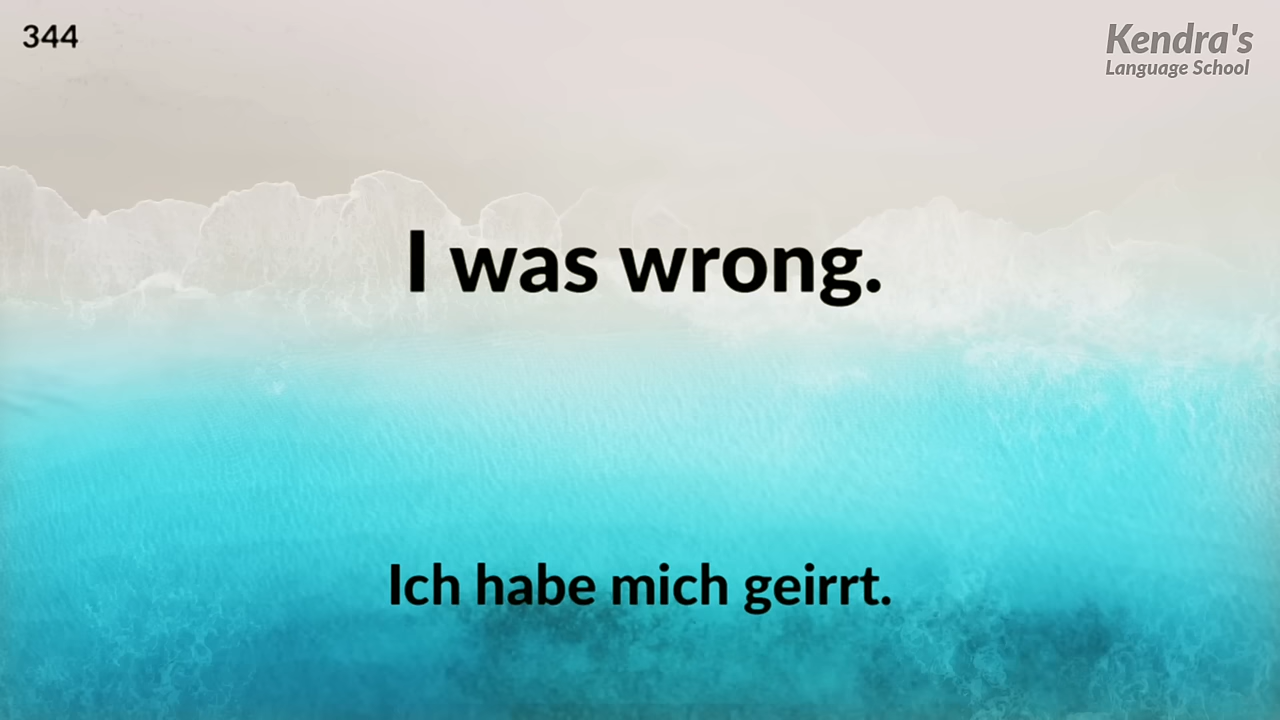 344
Kendra's
Language School
I was wrong.
Ich habe mich geirrt.